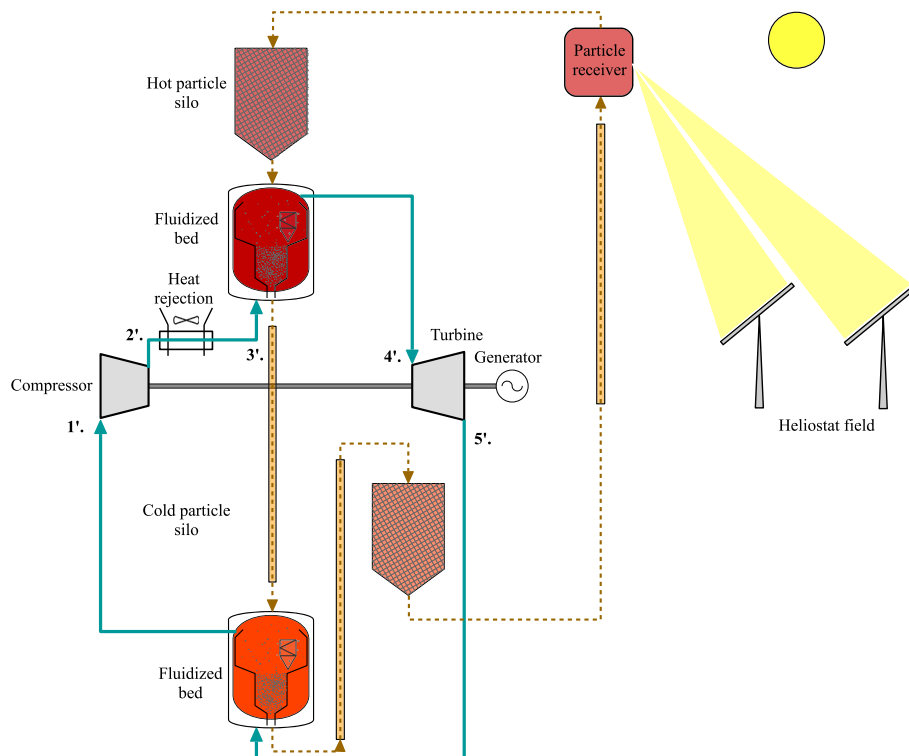 Particle
receiver
Hot particle
silo
Fluidized
bed
Heat
rejection
2'.
3'.
4'.
Turbine
Generator
Compressor
1'.
5'.
Heliostat field
Cold particle
silo
Fluidized
bed